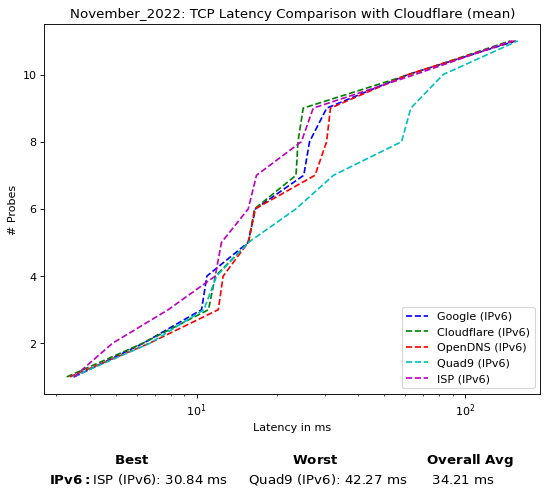 November_2022: TCP Latency Comparison with Cloudflare (mean)
10
8
6
4
2
# Probes
Google (IPv6)
Cloudflare (IPv6)
OpenDNS (IPv6)
Quad9 (IPv6)
ISP (IPv6)
10¹ 10²
Latency in ms
Best Worst Overall Avg
IPv6: ISP (IPv6): 30.84 ms Quad9 (IPv6): 42.27 ms 34.21 ms